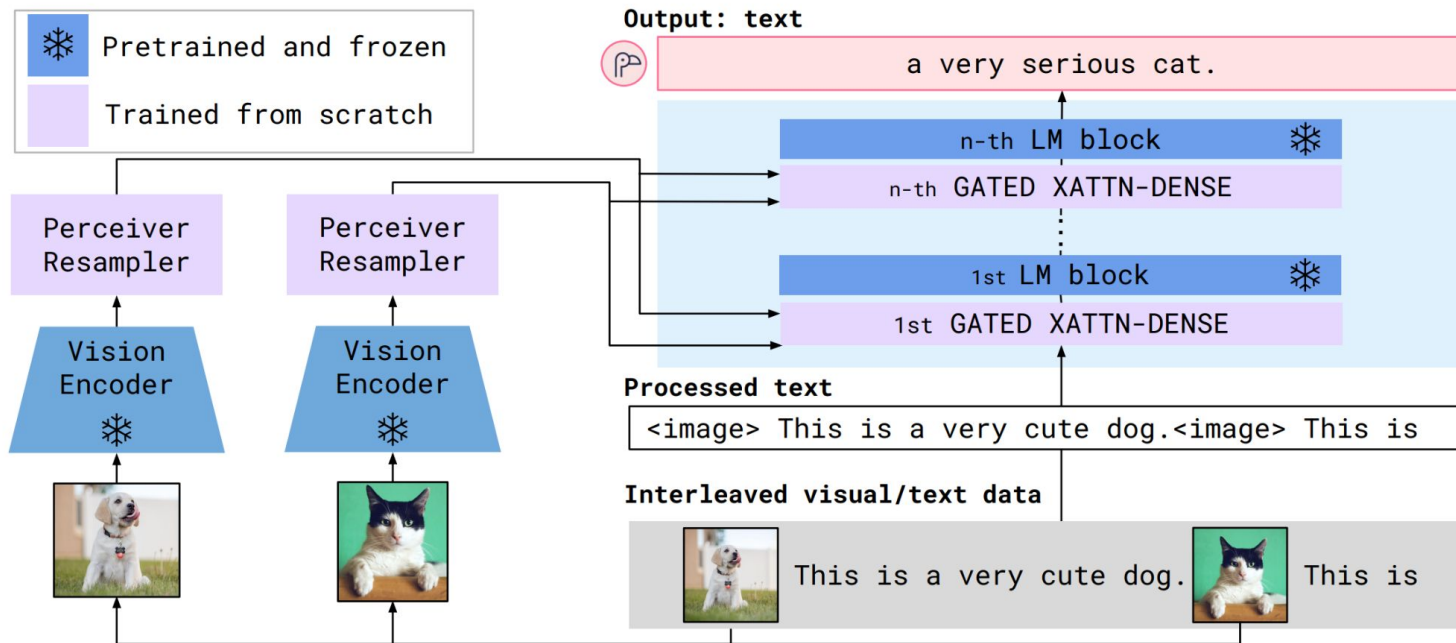 Pretrained and frozen
Trained from scratch
Perceiver
Resampler
Perceiver
Resampler
Vision
Encoder
Vision
Encoder
Output: text
a very serious cat.
n-th LM block
n-th GATED XATTN-DENSE
1st LM block
1st GATED XATTN-DENSE
Processed text
<image> This is a very cute dog.<image> This is
Interleaved visual/text data
This is a very cute dog. This is